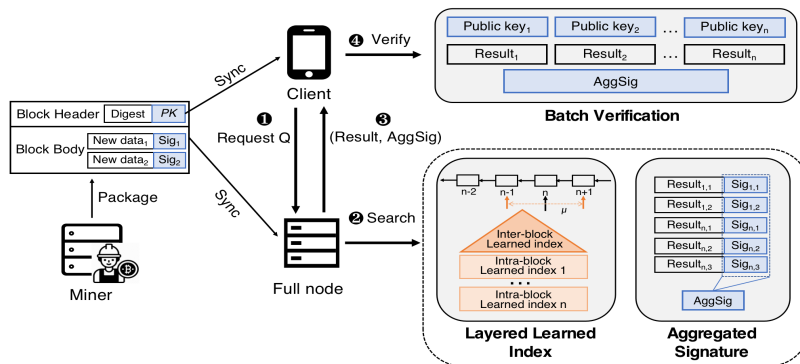 Block Header
Digest
PK
Block Body
New data1
Sig1
New data2
Sig2
Package
Miner
Sync
Sync
Client
❶
Request Q
❸
(Result, AggSig)
Full node
❹ Verify
❷ Search
Public key1
Public key2
...
Public keyn
Result1
Result2
...
Resultn
AggSig
Batch Verification
n-2
n-1
n
n+1
μ
Inter-block
Learned index
Intra-block
Learned index 1
...
Intra-block
Learned index n
Layered Learned
Index
Result1,1
Sig1,1
Result1,2
Sig1,2
Resultn,1
Sign,1
Resultn,2
Sign,2
Resultn,3
Sign,3
AggSig
Aggregated
Signature